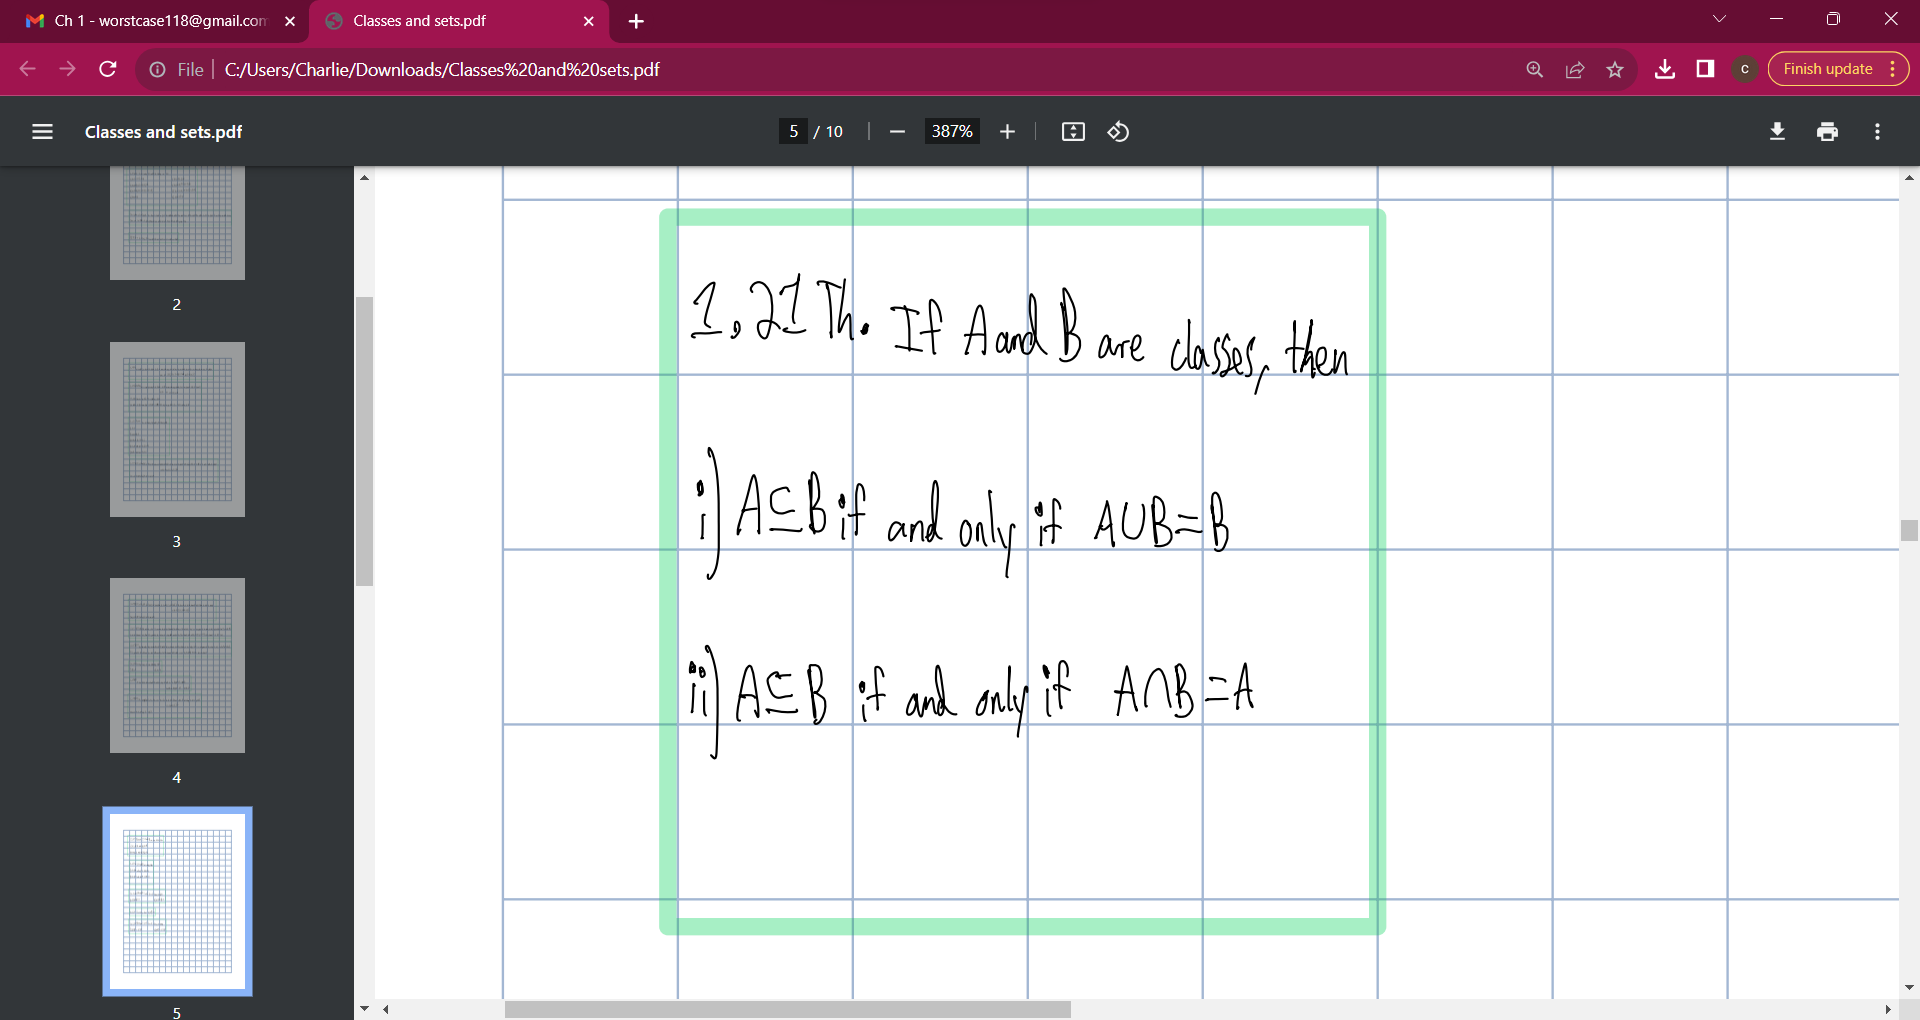 Ch 1 - worstcase118@gmail.com
Classes and sets.pdf
File
C:/Users/Charlie/Downloads/Classes%20and%20sets.pdf
C
Finish update
Classes and sets.pdf
5 / 10
387%
2
3
4
5
1.21 Th. If A and B are classes, then
i) A⊆B if and only if A∪B=B
ii) A⊆B if and only if A∩B=A